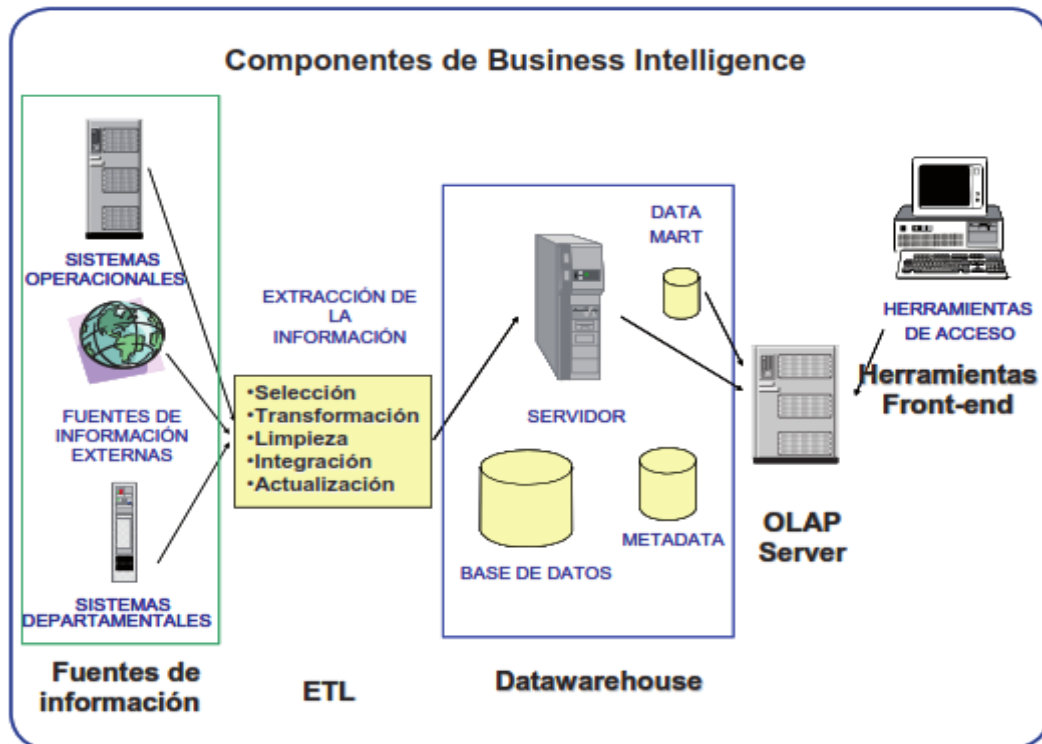 Componentes de Business Intelligence
SISTEMAS
OPERACIONALES
FUENTES DE
INFORMACIÓN
EXTERNAS
SISTEMAS
DEPARTAMENTALES
Fuentes de
información
EXTRACCIÓN DE
LA
INFORMACIÓN
•Selección
•Transformación
•Limpieza
•Integración
•Actualización
ETL
DATA
MART
SERVIDOR
BASE DE DATOS
METADATA
Datawarehouse
OLAP
Server
HERRAMIENTAS
DE ACCESO
Herramientas
Front-end